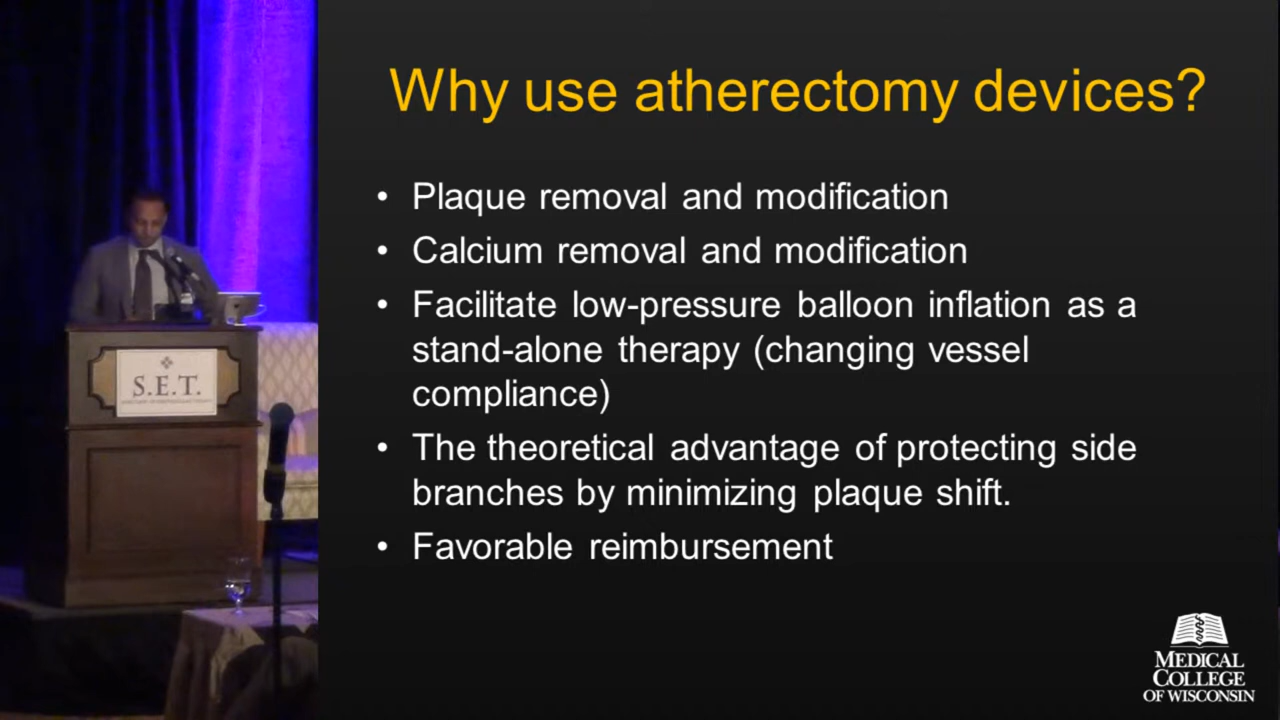 Why use atherectomy devices?
• Plaque removal and modification
• Calcium removal and modification
• Facilitate low-pressure balloon inflation as a
stand-alone therapy (changing vessel
compliance)
• The theoretical advantage of protecting side
branches by minimizing plaque shift.
• Favorable reimbursement
S.E.T.
MEDICAL
COLLEGE
OF WISCONSIN